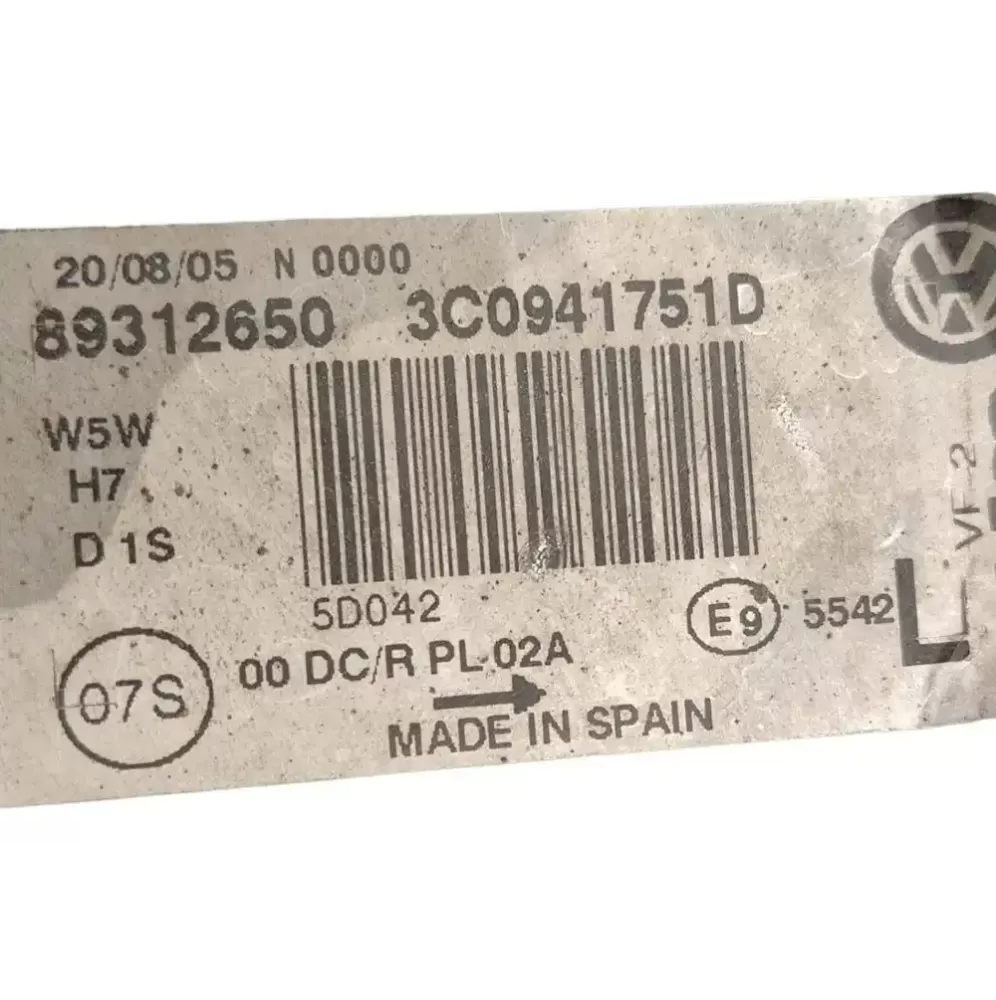 20/08/05 N 0000
89312650 3C0941751D
W5W
H7
D1S
5D042
E9 5542
L
VF-2
07S
00 DC/R PL 02A
MADE IN SPAIN